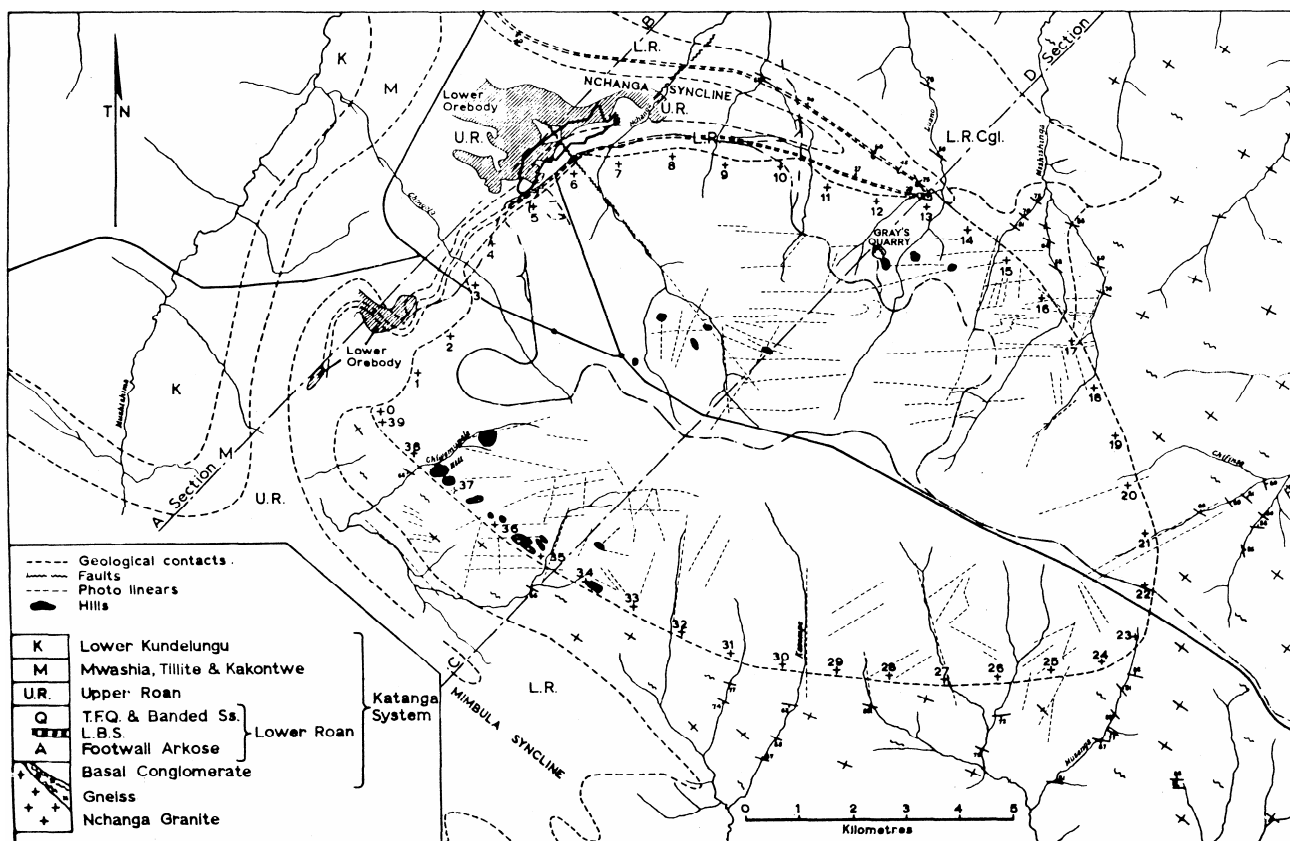 T N
K
M
L.R.
B
NCHANGA SYNCLINE
Lower
Orebody
U.R.
U.R.
L.R.
D Section
L.R.Cgl.
Luano
GRAY'S
QUARRY
Lower
Orebody
K
M
A Section
U.R.
C
L.R.
MIMBULA SYNCLINE
0
1
2
3
4
5
6
7
8
9
10
11
12
13
14
15
16
17
18
19
20
21
22
23
24
25
26
27
28
29
30
31
32
33
34
35
36
37
38
39
Geological contacts
Faults
Photo linears
Hills
K Lower Kundelungu
M Mwashia, Tillite & Kakontwe
U.R. Upper Roan
Q T.F.Q. & Banded Ss.
L.B.S.
A Footwall Arkose
Lower Roan
Katanga
System
Basal Conglomerate
Gneiss
Nchanga Granite
0 1 2 3 4 5
Kilometres